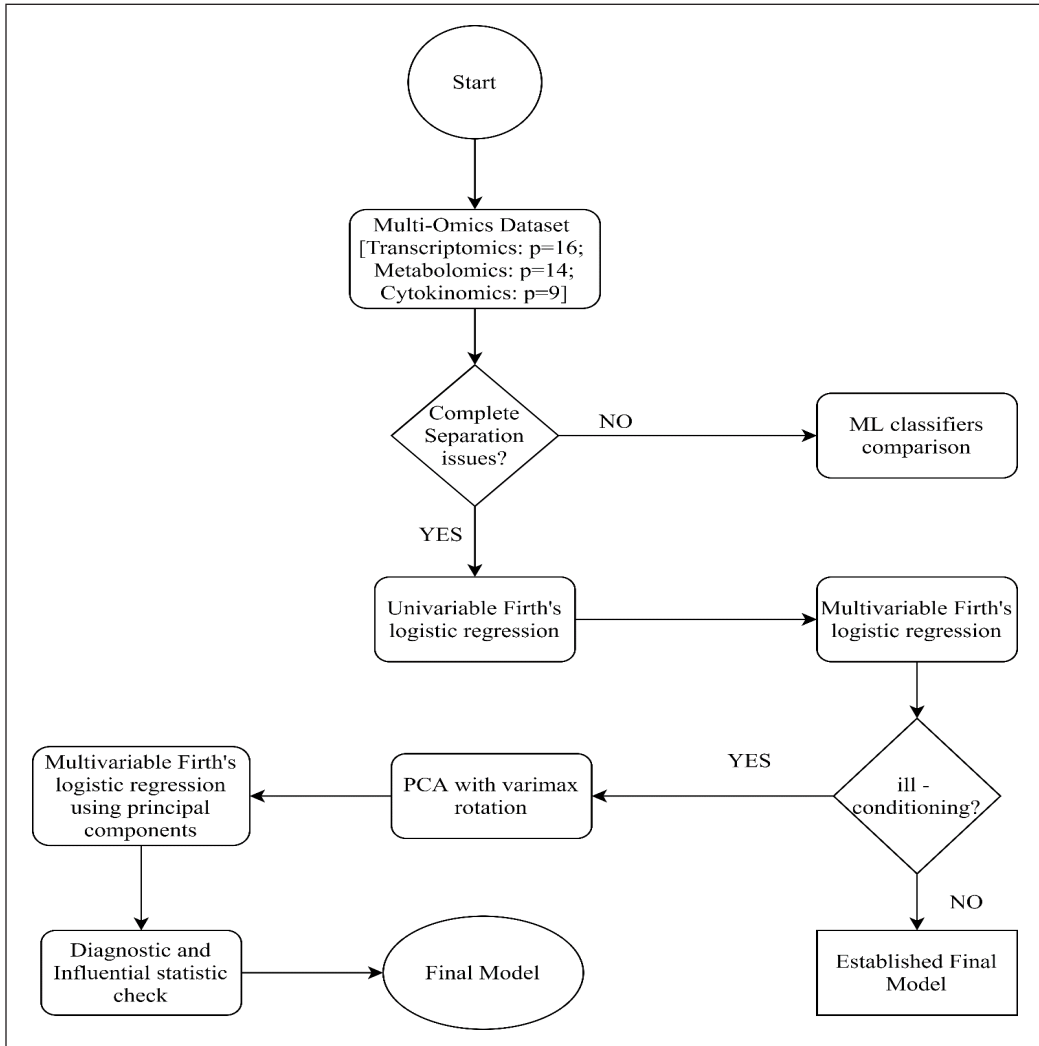 Start
Multi-Omics Dataset
[Transcriptomics: p=16;
Metabolomics: p=14;
Cytokinomics: p=9]
Complete
Separation
issues?
NO
ML classifiers
comparison
YES
Univariable Firth's
logistic regression
Multivariable Firth's
logistic regression
ill -
conditioning?
YES
PCA with varimax
rotation
Multivariable Firth's
logistic regression
using principal
components
NO
Diagnostic and
Influential statistic
check
Final Model
Established Final
Model